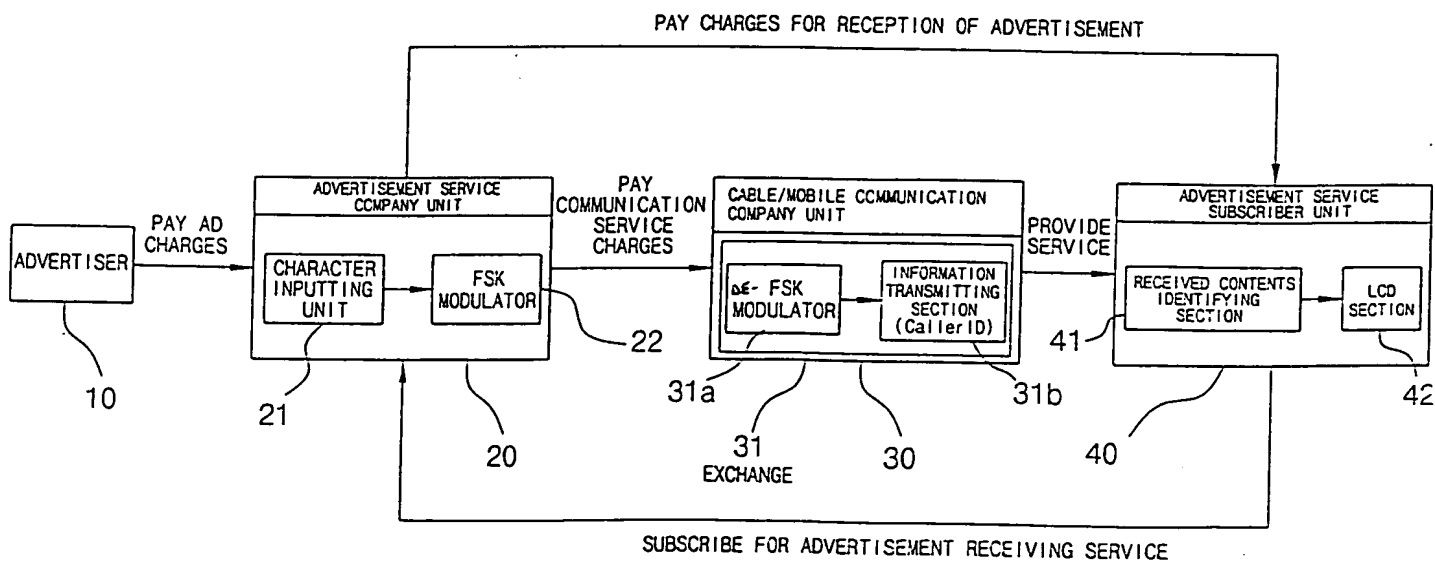 PAY CHARGES FOR RECEPTION OF ADVERTISEMENT
ADVERTISER
10
PAY AD
CHARGES
ADVERTISEMENT SERVICE
COMPANY UNIT
CHARACTER
INPUTTING
UNIT
21
FSK
MODULATOR
22
20
PAY
COMMUNICATION
SERVICE
CHARGES
CABLE/MOBILE COMMUNICATION
COMPANY UNIT
DE- FSK
MODULATOR
31a
INFORMATION
TRANSMITTING
SECTION
(CallerID)
31b
31
EXCHANGE
30
PROVIDE
SERVICE
ADVERTISEMENT SERVICE
SUBSCRIBER UNIT
RECEIVED CONTENTS
IDENTIFYING
SECTION
41
LCD
SECTION
42
40
SUBSCRIBE FOR ADVERTISEMENT RECEIVING SERVICE